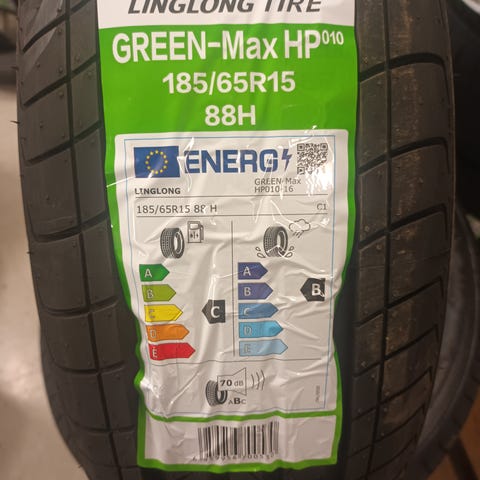 LINGLONG TIRE
GREEN-Max HP010
185/65R15
88H
ENERG
LINGLONG
GREEN-Max
HP010-16
185/65R15 88 H
C1
A
B
C
D
E
C
A
B
C
D
E
B
70 dB
ABC